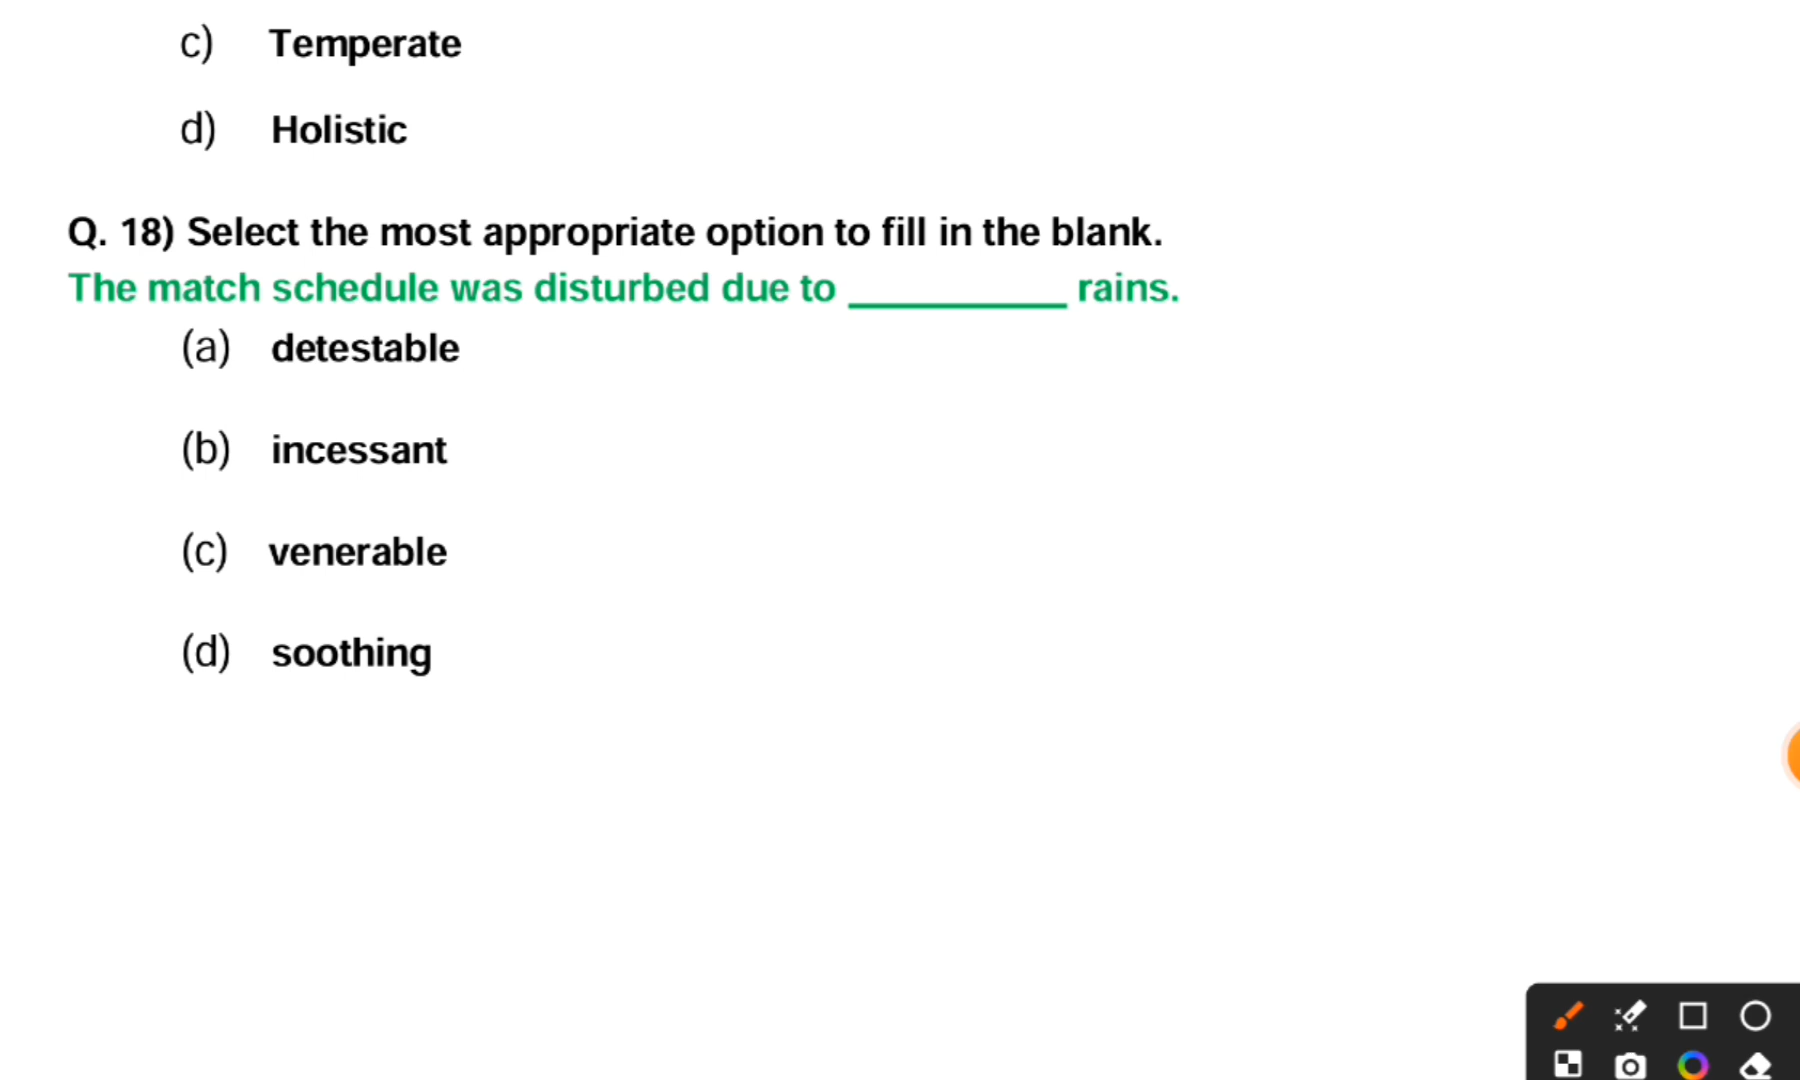 c) Temperate
d) Holistic
Q. 18) Select the most appropriate option to fill in the blank.
The match schedule was disturbed due to __________ rains.
(a) detestable
(b) incessant
(c) venerable
(d) soothing